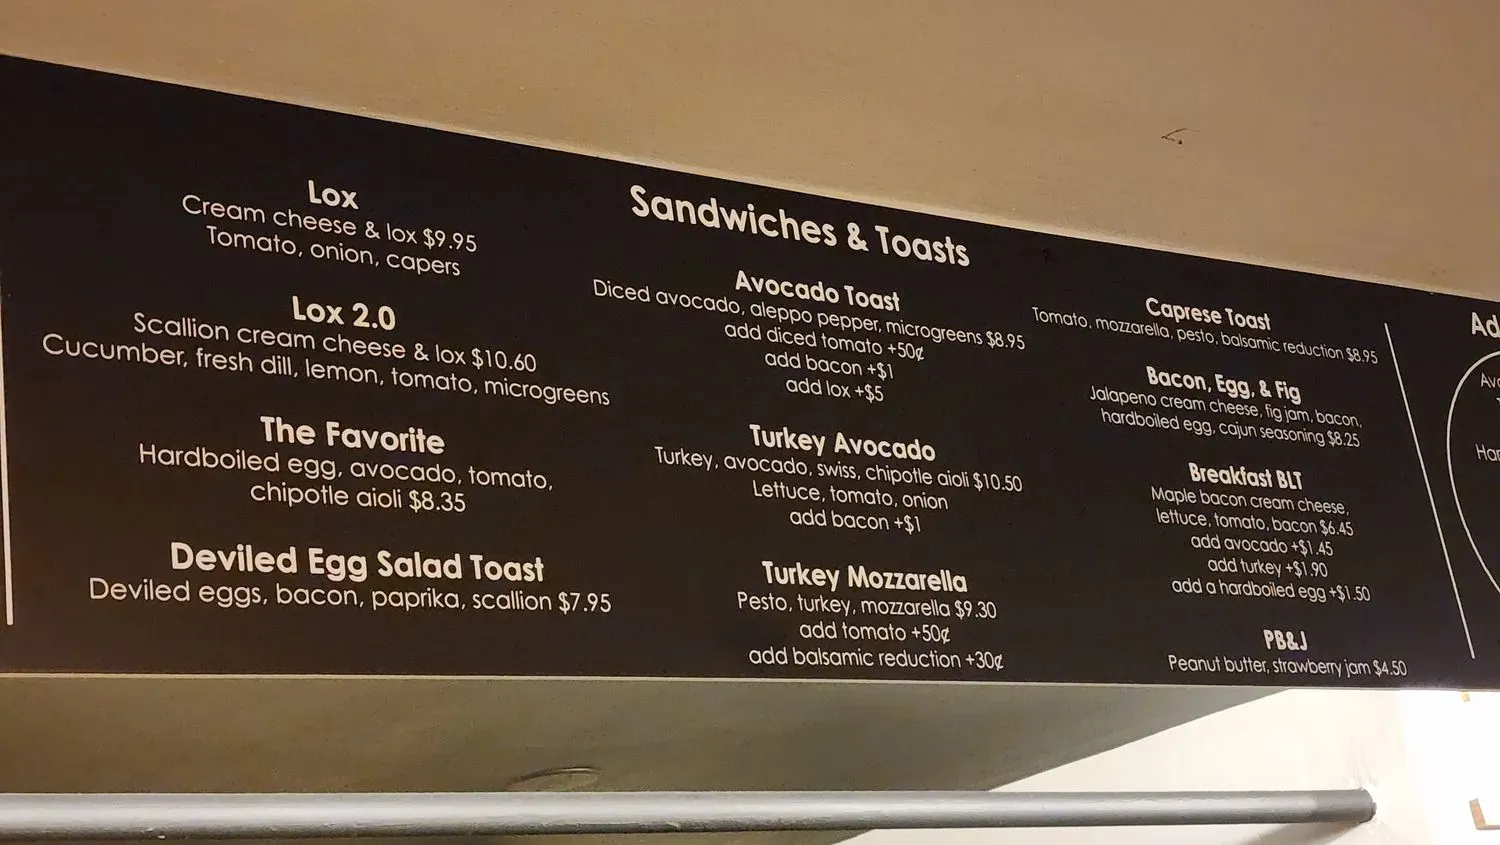 Lox
Cream cheese & lox $9.95
Tomato, onion, capers
Lox 2.0
Scallion cream cheese & lox $10.60
Cucumber, fresh dill, lemon, tomato, microgreens
The Favorite
Hardboiled egg, avocado, tomato,
chipotle aioli $8.35
Deviled Egg Salad Toast
Deviled eggs, bacon, paprika, scallion $7.95
Sandwiches & Toasts
Avocado Toast
Diced avocado, aleppo pepper, microgreens $8.95
add diced tomato +50¢
add bacon +$1
add lox +$5
Turkey Avocado
Turkey, avocado, swiss, chipotle aioli $10.50
Lettuce, tomato, onion
add bacon +$1
Turkey Mozzarella
Pesto, turkey, mozzarella $9.30
add tomato +50¢
add balsamic reduction +30¢
Caprese Toast
Tomato, mozzarella, pesto, balsamic reduction $8.95
Bacon, Egg, & Fig
Jalapeno cream cheese, fig jam, bacon,
hardboiled egg, cajun seasoning $8.25
Breakfast BLT
Maple bacon cream cheese,
lettuce, tomato, bacon $6.45
add avocado +$1.45
add turkey +$1.90
add a hardboiled egg +$1.50
PB&J
Peanut butter, strawberry jam $4.50